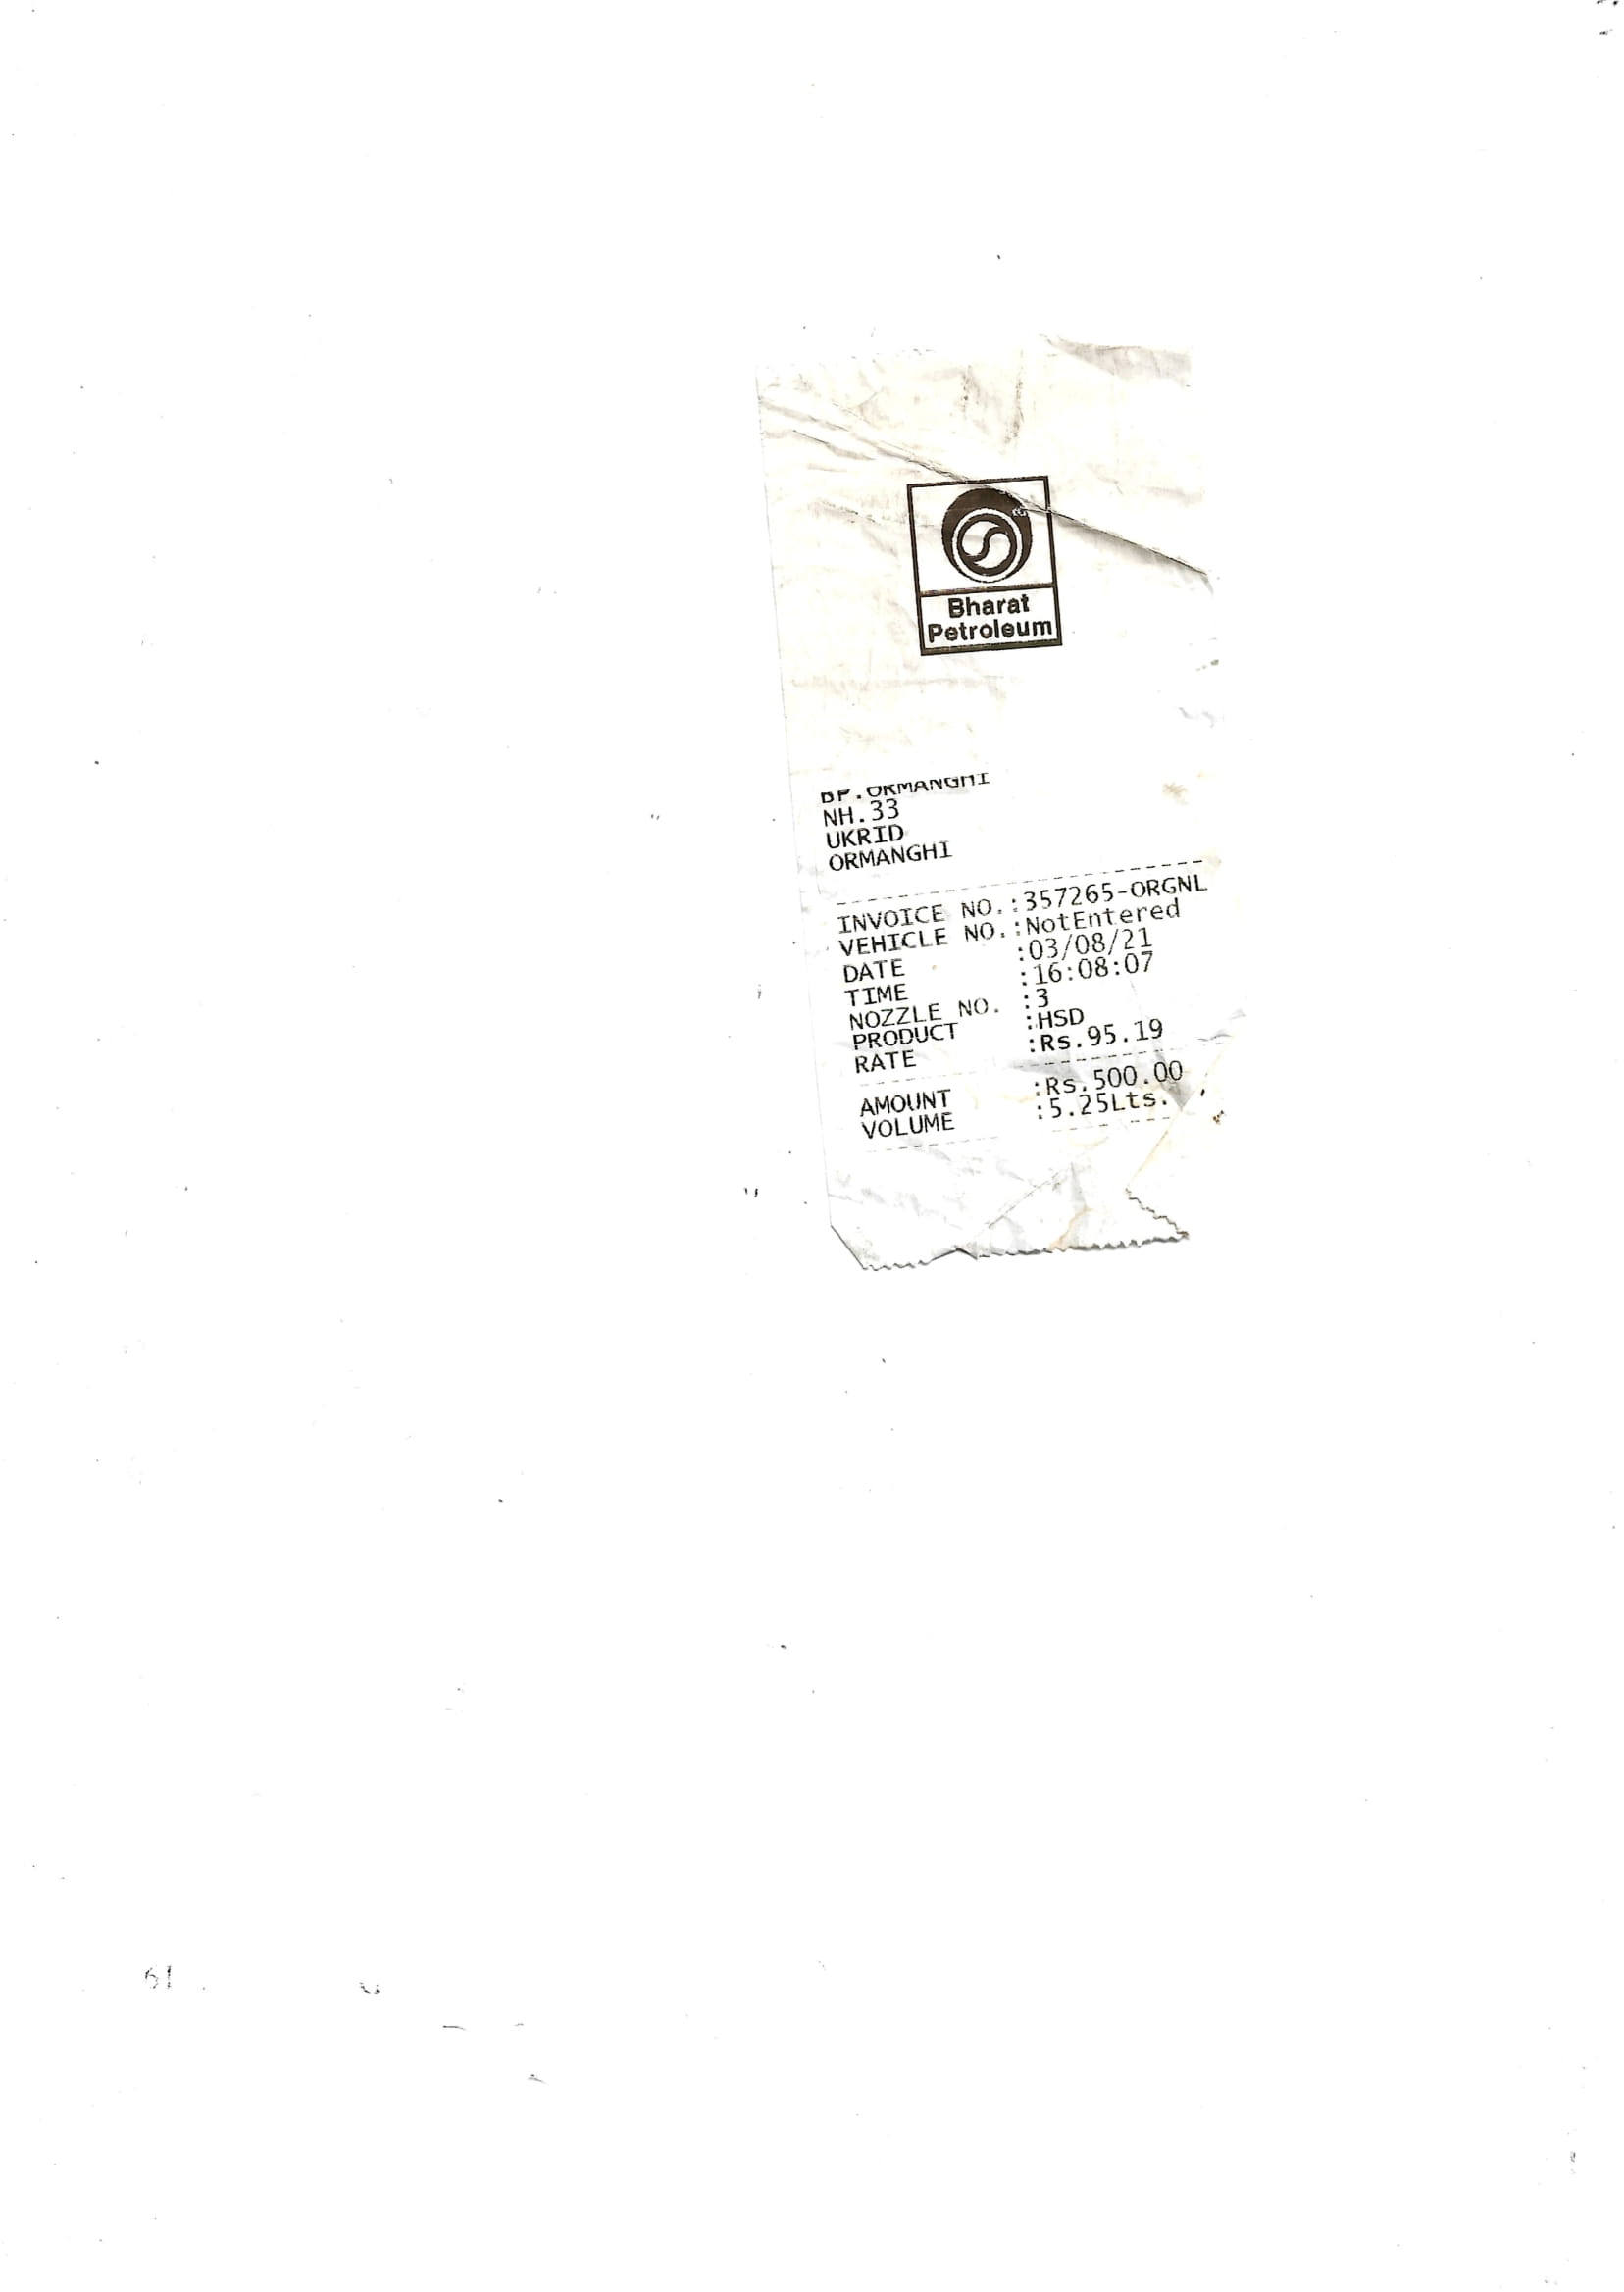 Bharat
Petroleum
BP.ORMANGHI
NH.33
UKRID
ORMANGHI
INVOICE NO.:357265-ORGNL
VEHICLE NO.:NotEntered
DATE :03/08/21
TIME :16:08:07
NOZZLE NO. :3
PRODUCT :HSD
RATE :Rs.95.19
AMOUNT :Rs.500.00
VOLUME :5.25Lts.